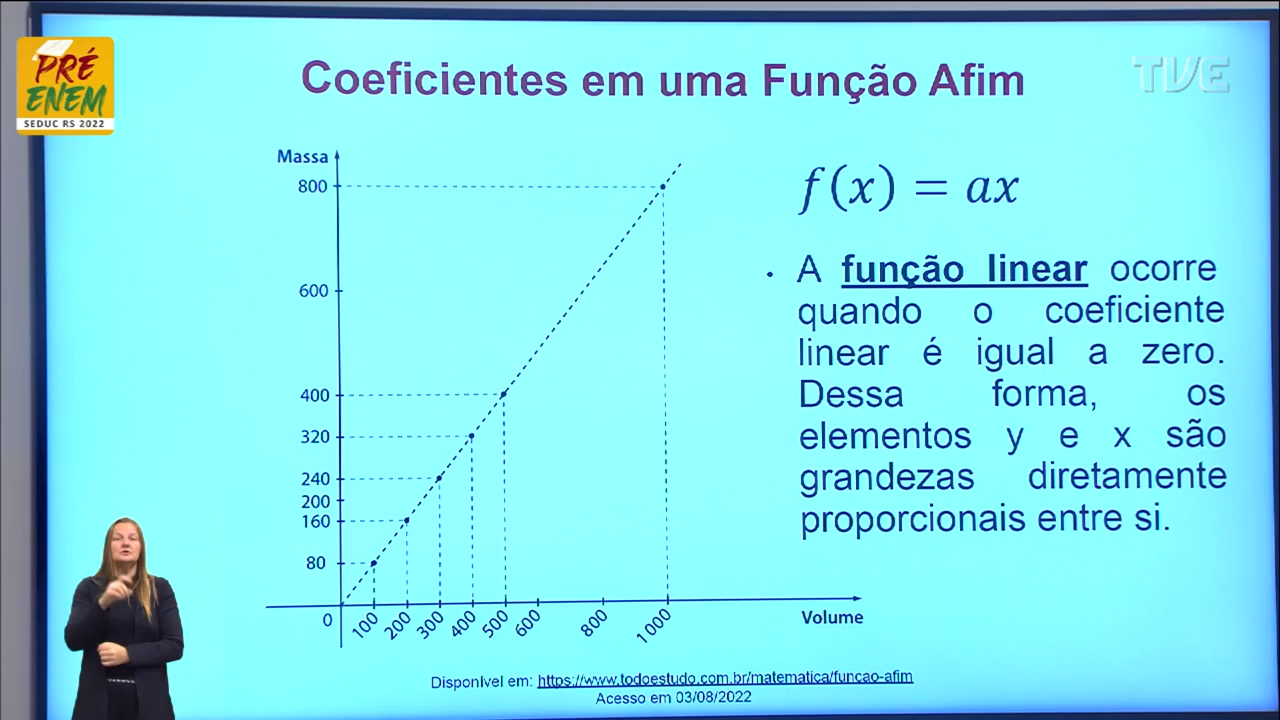 PRÉ
ENEM
SEDUC RS 2022
Coeficientes em uma Função Afim
TVE
Massa
800
600
400
320
240
200
160
80
0
100
200
300
400
500
600
800
1 000
Volume
f(x) = ax
· A função linear ocorre
quando o coeficiente
linear é igual a zero.
Dessa forma, os
elementos y e x são
grandezas diretamente
proporcionais entre si.
Disponível em: https://www.todoestudo.com.br/matematica/funcao-afim
Acesso em 03/08/2022